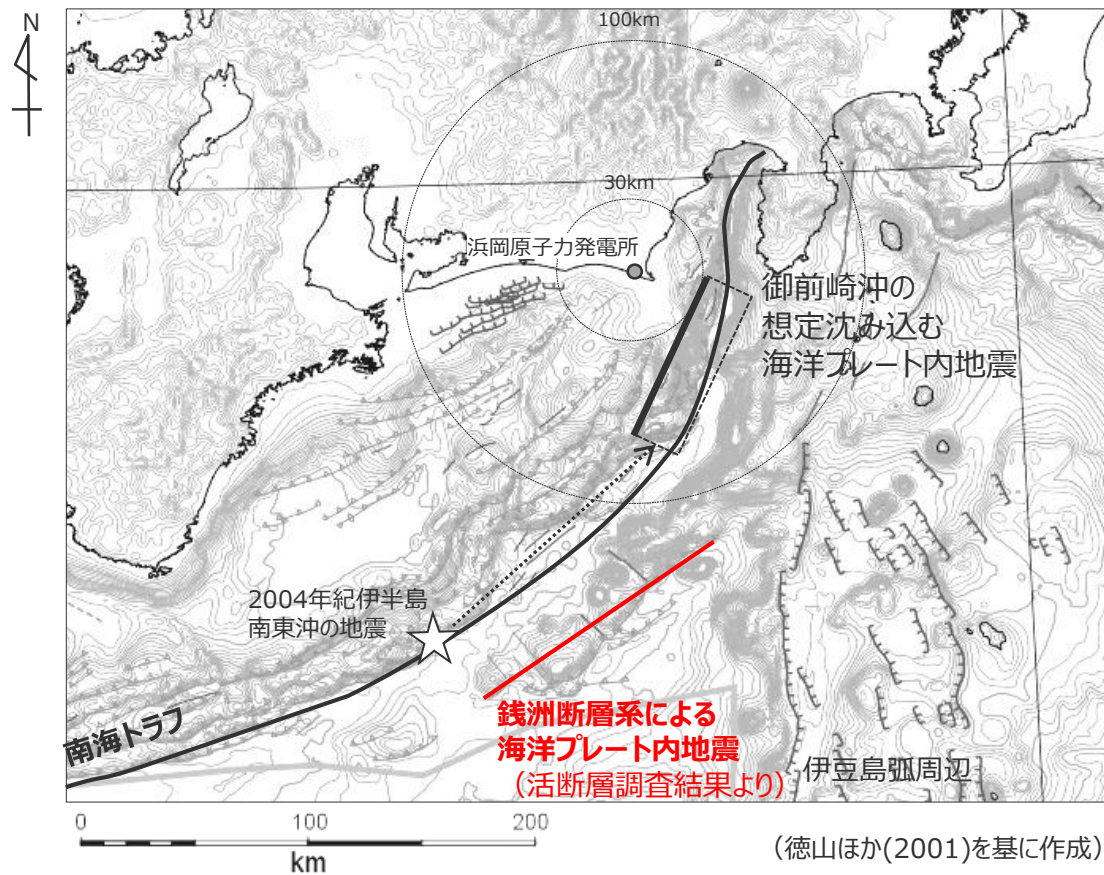 N
100km
30km
浜岡原子力発電所
御前崎沖の
想定沈み込む
海洋プレート内地震
2004年紀伊半島
南東沖の地震
南海トラフ
銭洲断層系による
海洋プレート内地震
（活断層調査結果より）
伊豆島弧周辺
0 100 200
km
（徳山ほか(2001)を基に作成）